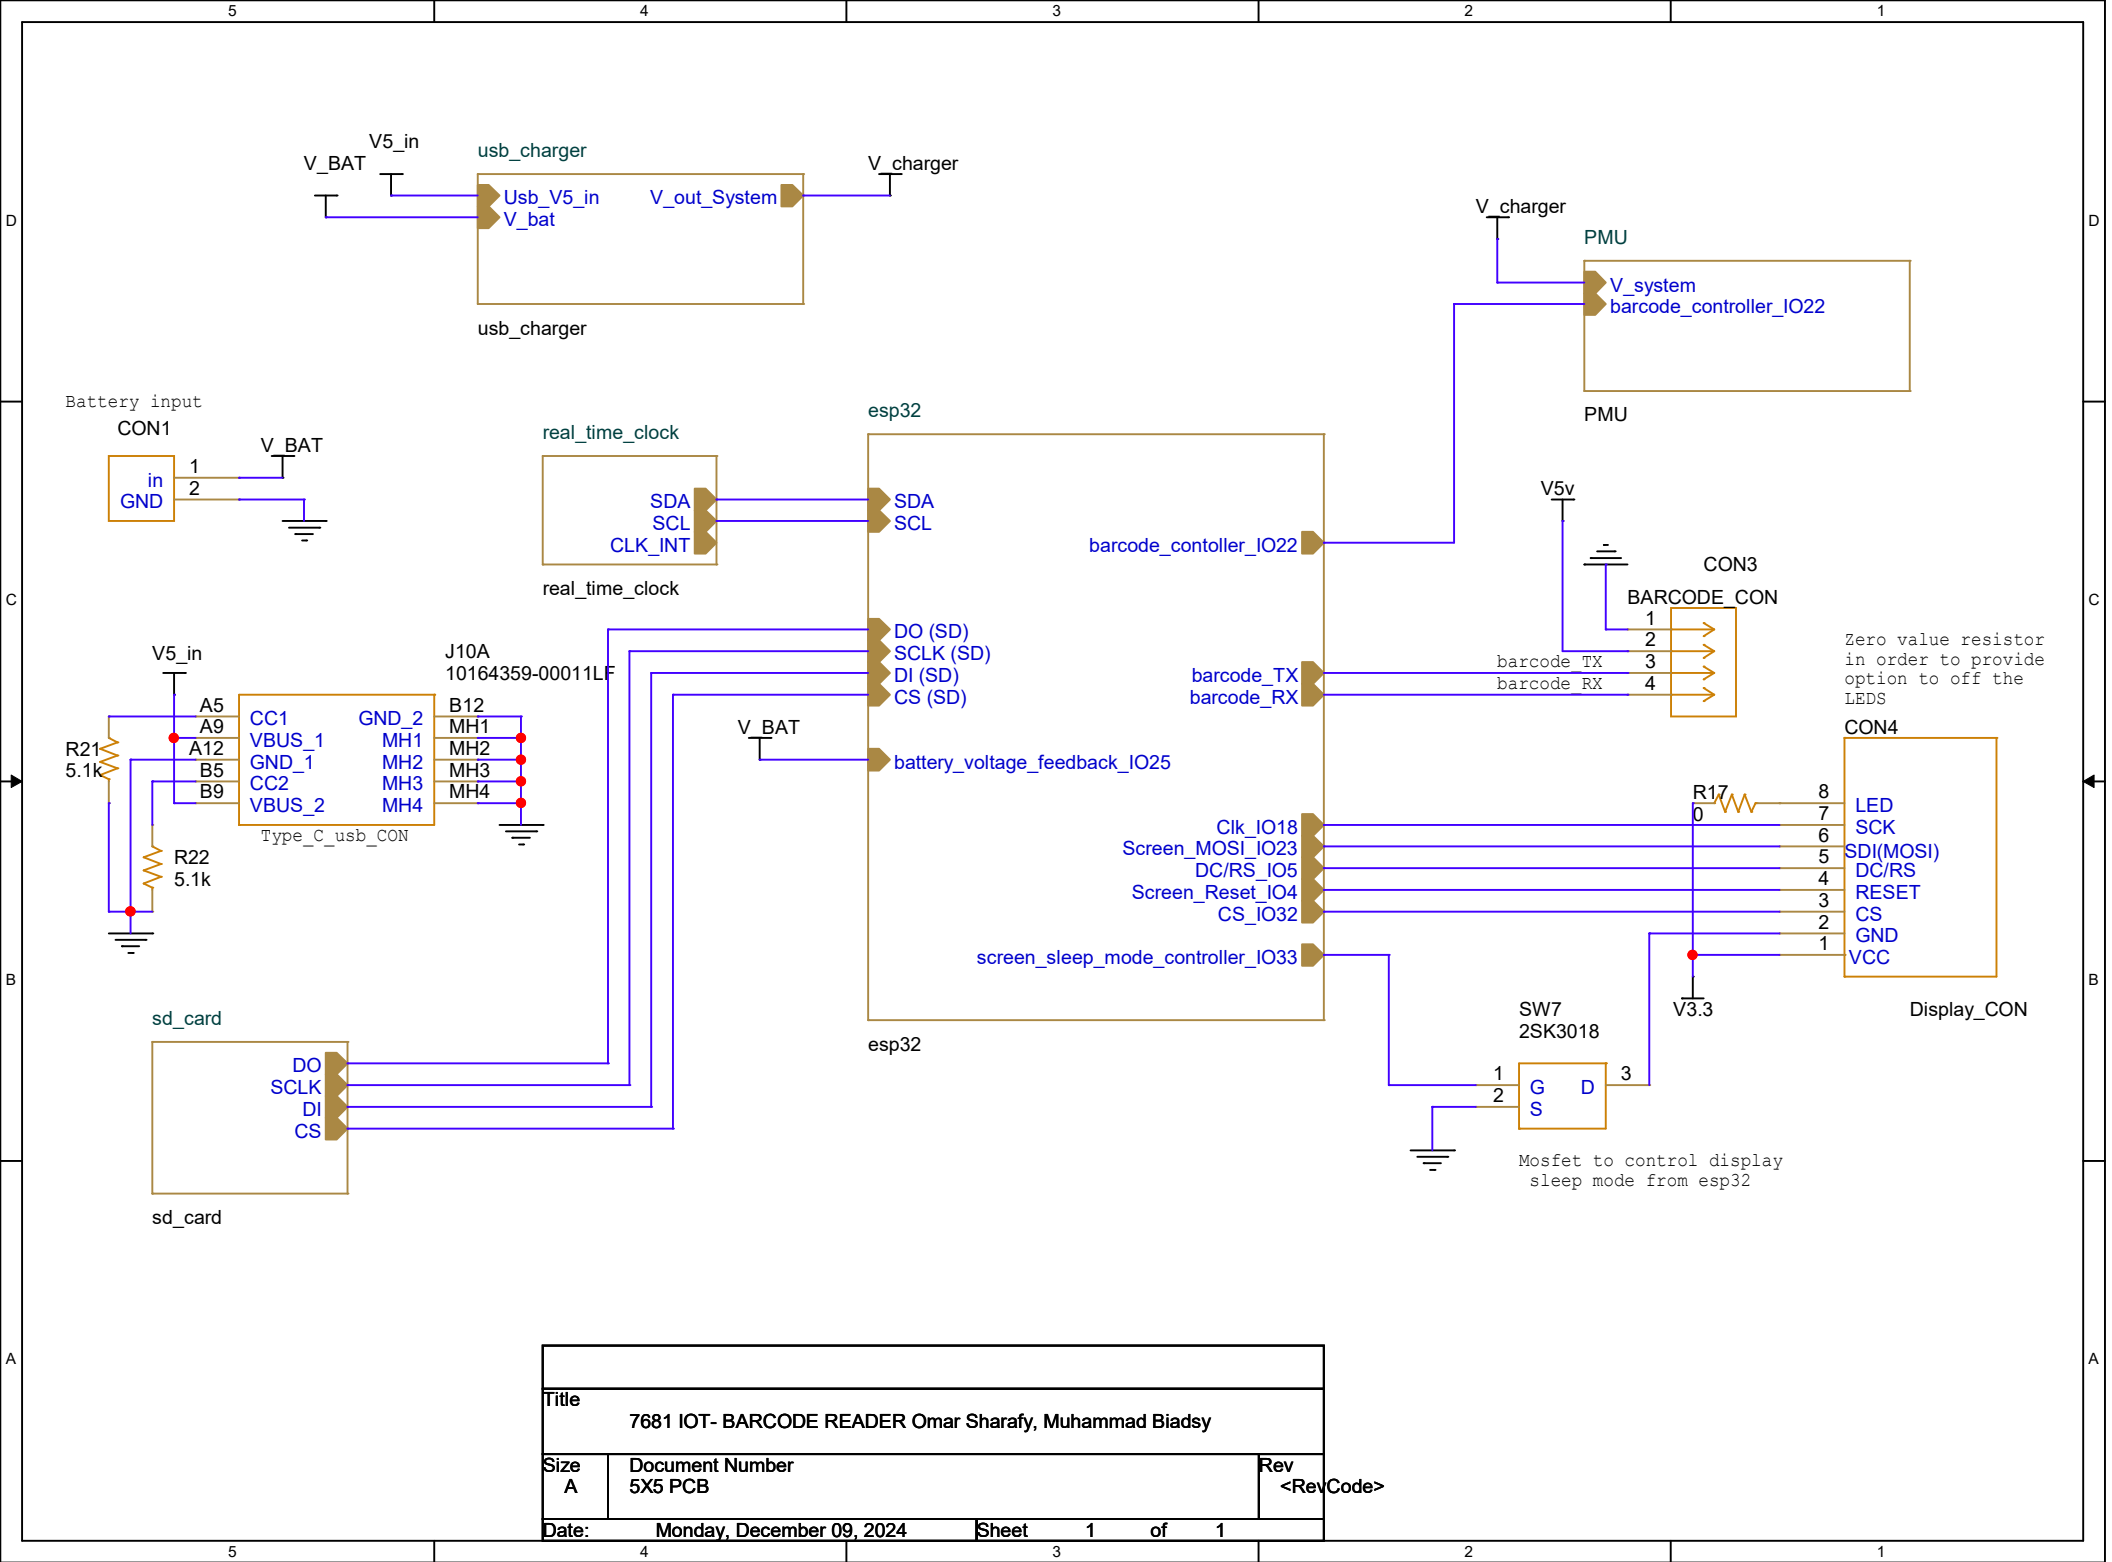 5 4 3 2 1
V5_in
V_BAT
usb_charger
V_charger
Usb_V5_in
V_out_System
V_bat
usb_charger
D
D
V_charger
PMU
V_system
barcode_controller_IO22
PMU
Battery input
CON1
V_BAT
in
1
GND
2
real_time_clock
SDA
SCL
CLK_INT
real_time_clock
esp32
SDA
SCL
barcode_contoller_IO22
DO (SD)
SCLK (SD)
DI (SD)
CS (SD)
barcode_TX
barcode_RX
V_BAT
battery_voltage_feedback_IO25
Clk_IO18
Screen_MOSI_IO23
DC/RS_IO5
Screen_Reset_IO4
CS_IO32
screen_sleep_mode_controller_IO33
esp32
V5v
CON3
BARCODE_CON
1
2
barcode_TX 3
barcode_RX 4
C
C
Zero value resistor
in order to provide
option to off the
LEDS
CON4
R17
0
8 LED
7 SCK
6 SDI(MOSI)
5 DC/RS
4 RESET
3 CS
2 GND
1 VCC
V3.3
Display_CON
V5_in
J10A
10164359-00011LF
A5 CC1 GND_2 B12
A9 VBUS_1 MH1 MH1
A12 GND_1 MH2 MH2
B5 CC2 MH3 MH3
B9 VBUS_2 MH4 MH4
Type_C_usb_CON
R21
5.1k
R22
5.1k
B
B
sd_card
DO
SCLK
DI
CS
sd_card
SW7
2SK3018
1 G D 3
2 S
Mosfet to control display
sleep mode from esp32
A
A
Title
7681 IOT- BARCODE READER Omar Sharafy, Muhammad Biadsy
Size Document Number Rev
A 5X5 PCB <RevCode>
Date: Monday, December 09, 2024 Sheet 1 of 1
5 4 3 2 1